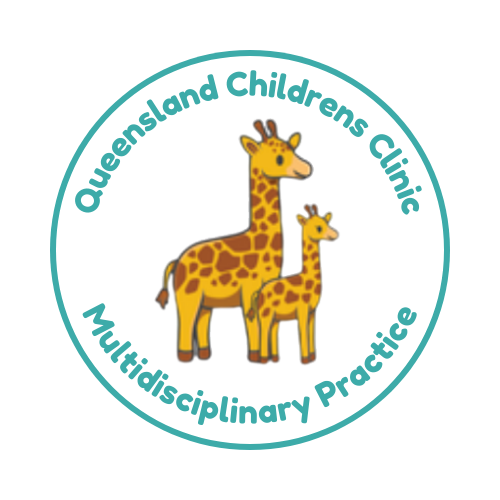 Queensland Childrens Clinic
Multidisciplinary Practice